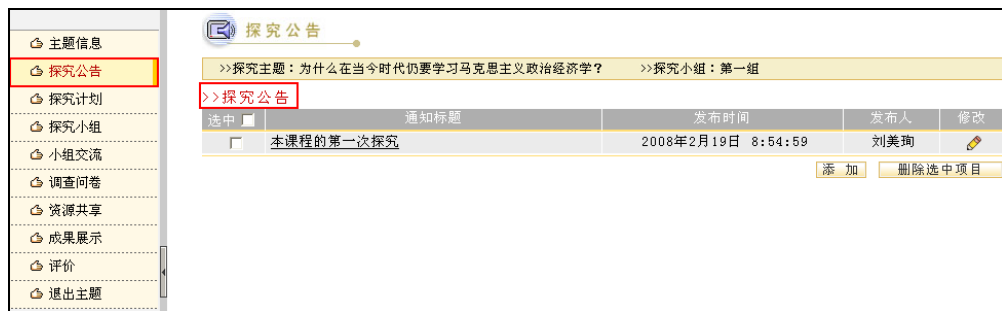 主题信息
探究公告
探究计划
探究小组
小组交流
调查问卷
资源共享
成果展示
评价
退出主题
探究公告
>>探究主题：为什么在当今时代仍要学习马克思主义政治经济学？ >>探究小组：第一组
>>探究公告
选中 通知标题 发布时间 发布人 修改
本课程的第一次探究 2008年2月19日 8:54:59 刘美珣
添 加 删除选中项目